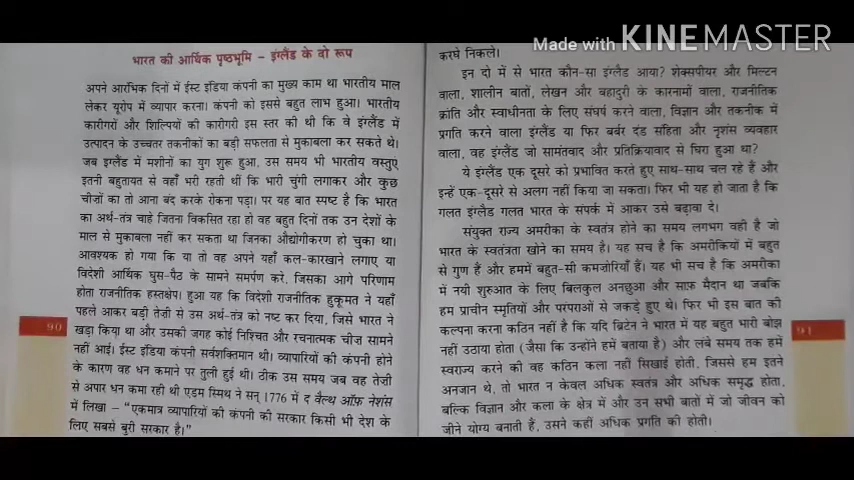 Made with KINEMASTER
भारत की आर्थिक पृष्ठभूमि – इंग्लैंड के दो रूप
अपने आरंभिक दिनों में ईस्ट इंडिया कंपनी का मुख्य काम था भारतीय माल
लेकर यूरोप में व्यापार करना। कंपनी को इससे बहुत लाभ हुआ। भारतीय
कारीगरों और शिल्पियों की कारीगरी इस स्तर की थी कि वे इंग्लैंड में
उत्पादन के उच्चतर तकनीकों का बड़ी सफलता से मुकाबला कर सकते थे।
जब इंग्लैंड में मशीनों का युग शुरू हुआ, उस समय भी भारतीय वस्तुएं
इतनी बहुतायत से वहाँ भरी रहती थीं कि भारी चुंगी लगाकर और कुछ
चीज़ों का तो आना बंद करके रोकना पड़ा। पर यह बात स्पष्ट है कि भारत
का अर्थ-तंत्र चाहे जितना विकसित रहा हो वह बहुत दिनों तक उन देशों के
माल से मुकाबला नहीं कर सकता था जिनका औद्योगीकरण हो चुका था।
आवश्यक हो गया कि या तो वह अपने यहाँ कल-कारखाने लगाए या
विदेशी आर्थिक घुस-पैठ के सामने समर्पण करे, जिसका आगे परिणाम
होता राजनीतिक हस्तक्षेप। हुआ यह कि विदेशी राजनीतिक हुकूमत ने यहाँ
पहले आकर बड़ी तेजी से उस अर्थ-तंत्र को नष्ट कर दिया, जिसे भारत ने
खड़ा किया था और उसकी जगह कोई निश्चित और रचनात्मक चीज़ सामने
नहीं आई। ईस्ट इंडिया कंपनी सर्वशक्तिमान थी। व्यापारियों की कंपनी होने
के कारण वह धन कमाने पर तुली हुई थी। ठीक उस समय जब वह तेजी
से अपार धन कमा रही थी एडम स्मिथ ने सन् 1776 में द वैल्थ ऑफ़ नेशंस
में लिखा – "एकमात्र व्यापारियों की कंपनी की सरकार किसी भी देश के
लिए सबसे बुरी सरकार है।"
90
करघे निकले।
इन दो में से भारत कौन-सा इंग्लैंड आया? शेक्सपीयर और मिल्टन
वाला, शालीन बातों, लेखन और बहादुरी के कारनामों वाला, राजनीतिक
क्रांति और स्वाधीनता के लिए संघर्ष करने वाला, विज्ञान और तकनीक में
प्रगति करने वाला इंग्लैंड या फिर बर्बर दंड संहिता और नृशंस व्यवहार
वाला, वह इंग्लैंड जो सामंतवाद और प्रतिक्रियावाद से घिरा हुआ था?
ये इंग्लैंड एक दूसरे को प्रभावित करते हुए साथ-साथ चल रहे हैं और
इन्हें एक-दूसरे से अलग नहीं किया जा सकता। फिर भी यह हो जाता है कि
गलत इंग्लैंड गलत भारत के संपर्क में आकर उसे बढ़ावा दे।
संयुक्त राज्य अमरीका के स्वतंत्र होने का समय लगभग वही है जो
भारत के स्वतंत्रता खोने का समय है। यह सच है कि अमरीकियों में बहुत
से गुण हैं और हममें बहुत-सी कमजोरियाँ हैं। यह भी सच है कि अमरीका
में नयी शुरुआत के लिए बिलकुल अनछुआ और साफ़ मैदान था जबकि
हम प्राचीन स्मृतियों और परंपराओं से जकड़े हुए थे। फिर भी इस बात की
कल्पना करना कठिन नहीं है कि यदि ब्रिटेन ने भारत में यह बहुत भारी बोझ
नहीं उठाया होता (जैसा कि उन्होंने हमें बताया है) और लंबे समय तक हमें
स्वराज्य करने की वह कठिन कला नहीं सिखाई होती, जिससे हम इतने
अनजान थे, तो भारत न केवल अधिक स्वतंत्र और अधिक समृद्ध होता,
बल्कि विज्ञान और कला के क्षेत्र में और उन सभी बातों में जो जीवन को
जीने योग्य बनाती हैं, उसने कहीं अधिक प्रगति की होती।
91